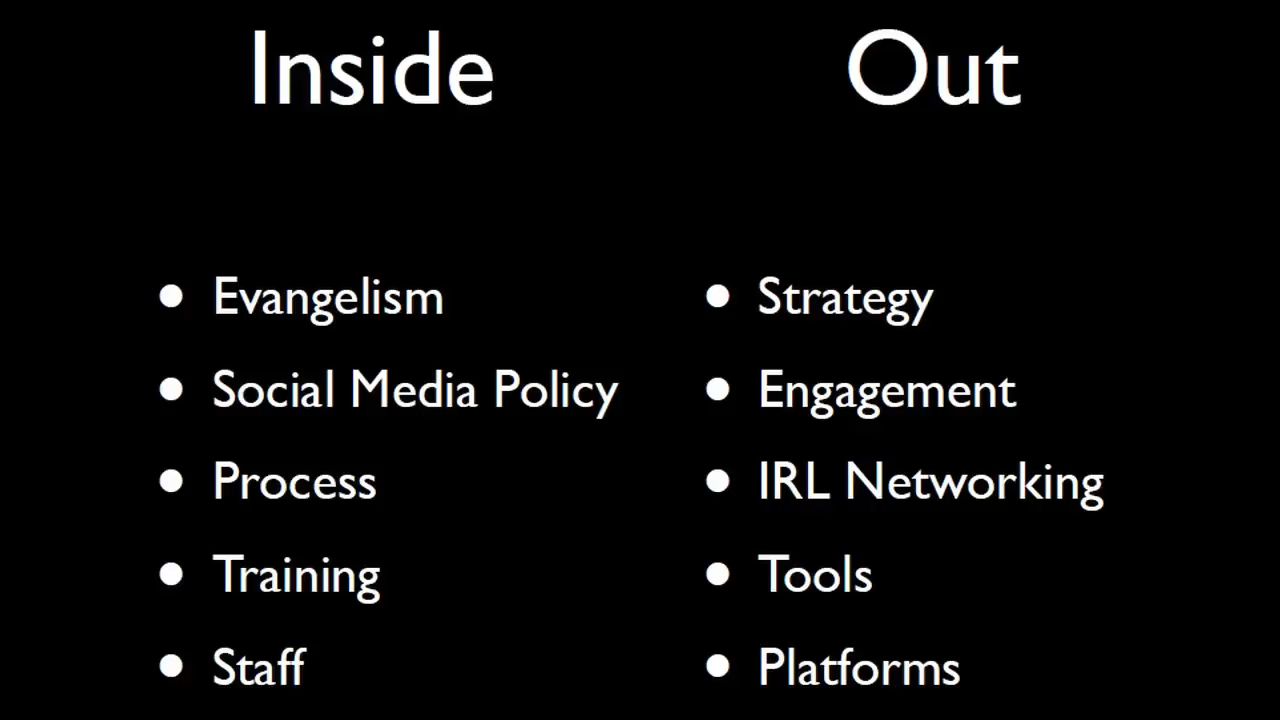 Inside
• Evangelism
• Social Media Policy
• Process
• Training
• Staff
Out
• Strategy
• Engagement
• IRL Networking
• Tools
• Platforms